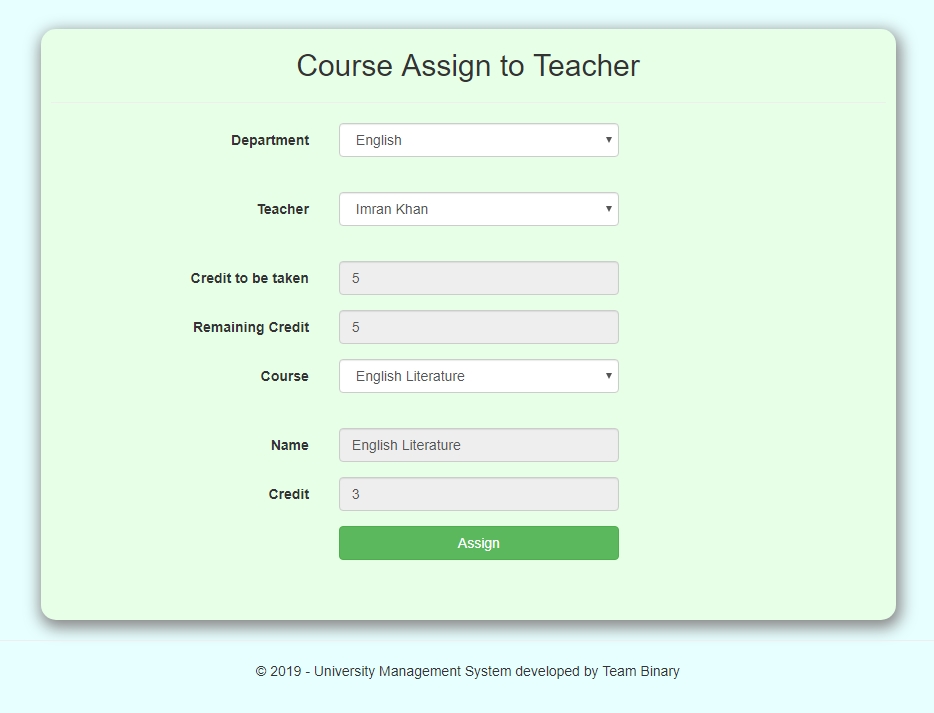 Course Assign to Teacher
Department English
Teacher Imran Khan
Credit to be taken 5
Remaining Credit 5
Course English Literature
Name English Literature
Credit 3
Assign
© 2019 - University Management System developed by Team Binary